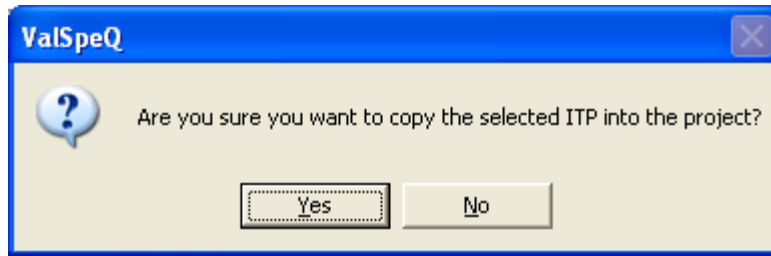 ValSpeQ
Are you sure you want to copy the selected ITP into the project?
Yes
No